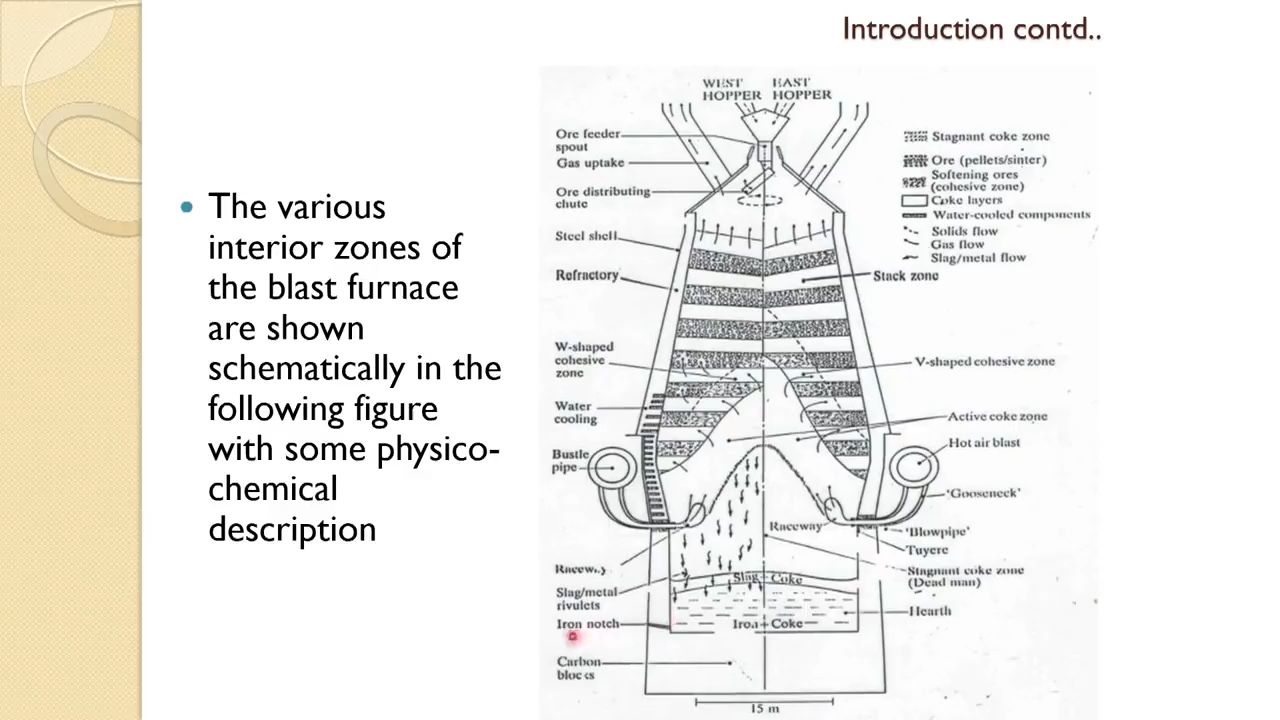 Introduction contd..
• The various
interior zones of
the blast furnace
are shown
schematically in the
following figure
with some physico-
chemical
description
WEST
HOPPER
EAST
HOPPER
Ore feeder
spout
Gas uptake
Ore distributing
chute
Steel shell
Refractory
W-shaped
cohesive
zone
Water
cooling
Bustle
pipe
Raceway
Slag/metal
rivulets
Iron notch
Carbon
blocks
Stagnant coke zone
Ore (pellets/sinter)
Softening ores
(cohesive zone)
Coke layers
Water-cooled components
Solids flow
Gas flow
Slag/metal flow
Stack zone
V-shaped cohesive zone
Active coke zone
Hot air blast
'Gooseneck'
Raceway
'Blowpipe'
Tuyere
Stagnant coke zone
(Dead man)
Slag + Coke
Hearth
Iron + Coke
15 m